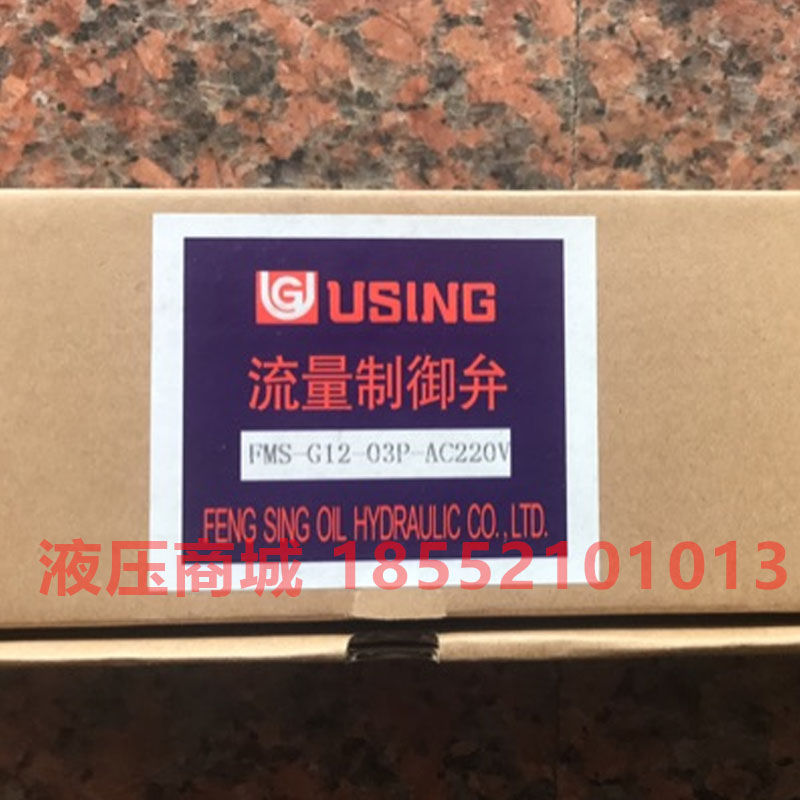 USING
流量制御弁
FMS-G12-03P-AC220V
FENG SING OIL HYDRAULIC CO.,LTD.
液压商城 18552101013